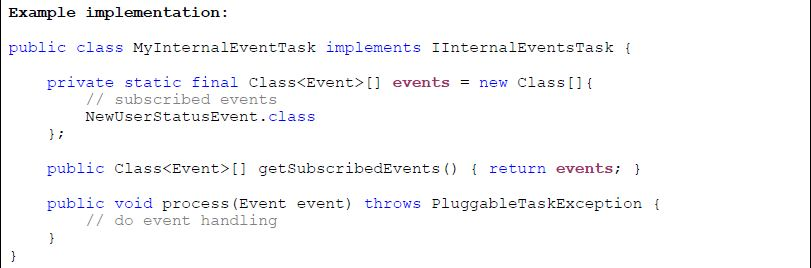 Example implementation:
public class MyInternalEventTask implements IInternalEventsTask {
private static final Class<Event>[] events = new Class[]{
// subscribed events
NewUserStatusEvent.class
};
public Class<Event>[] getSubscribedEvents() { return events; }
public void process(Event event) throws PluggableTaskException {
// do event handling
}
}